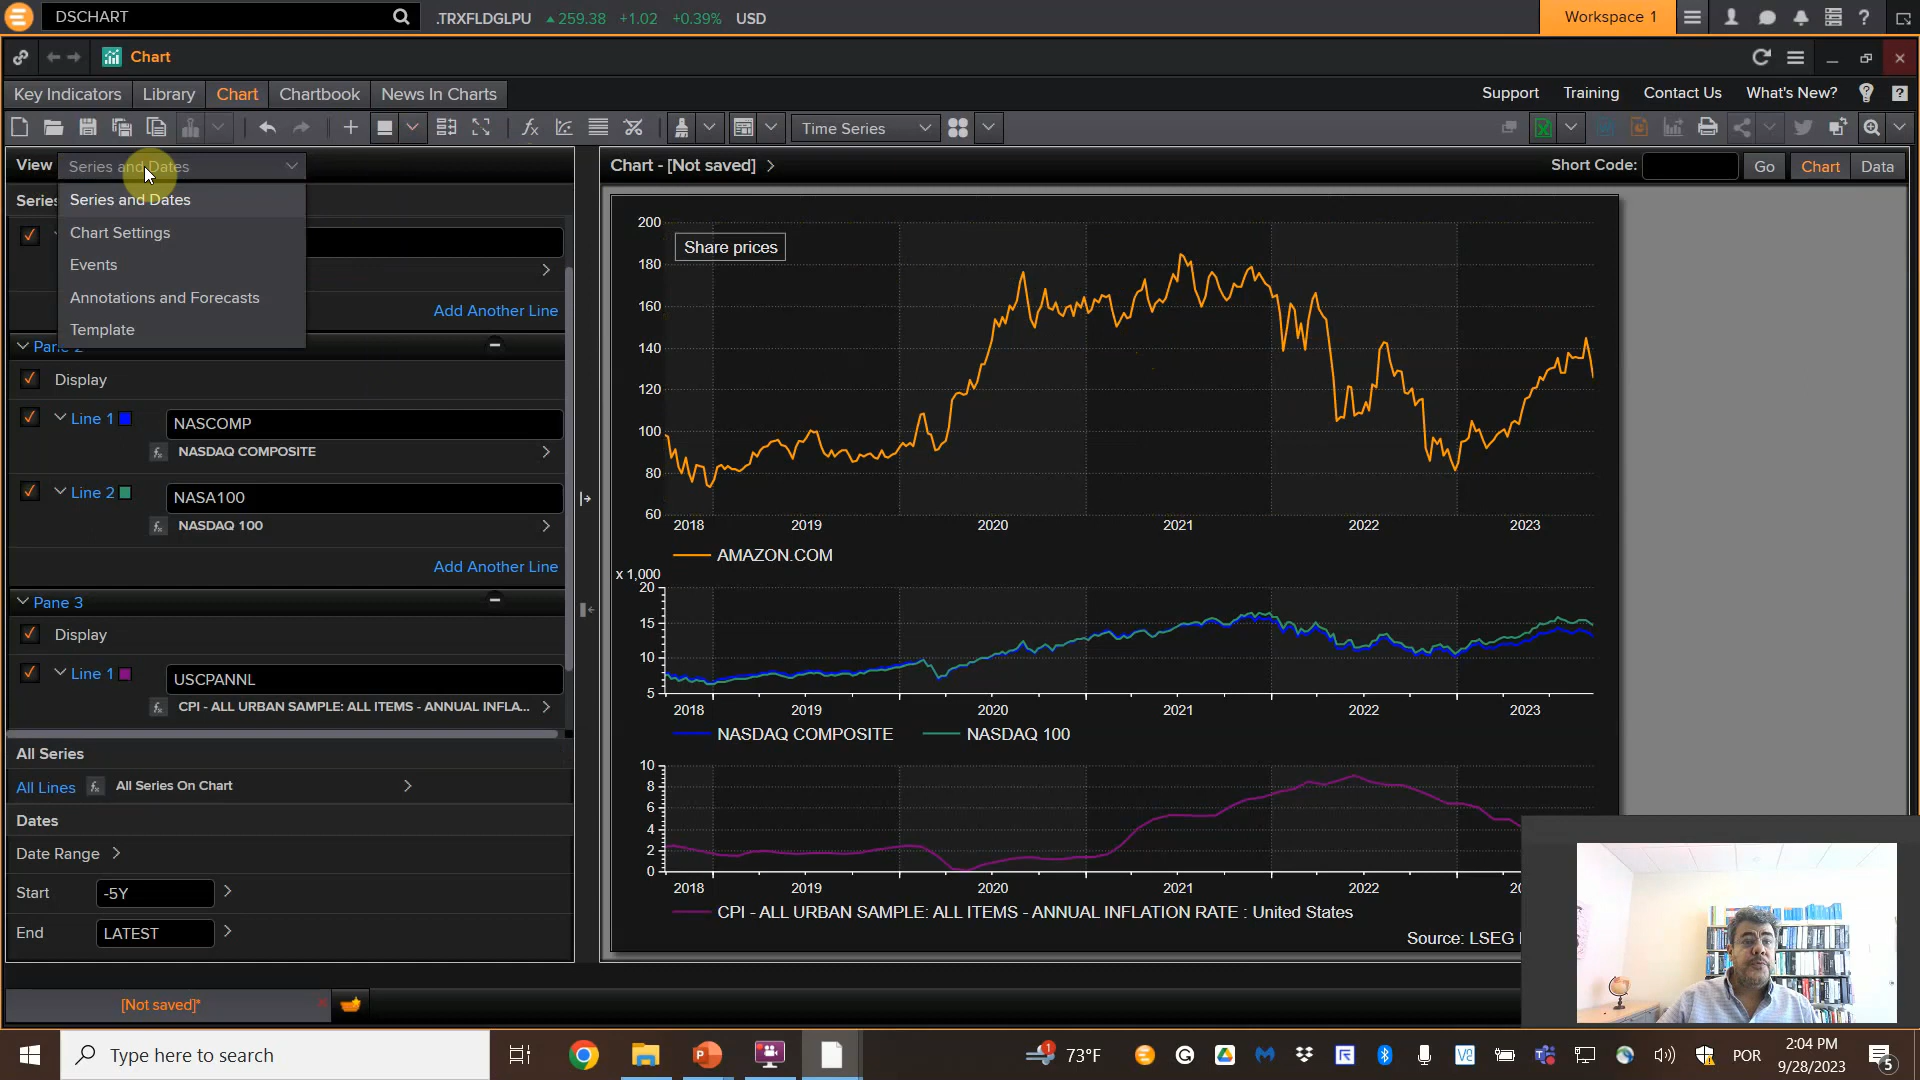 DSCHART .TRXFLDGLPU 259.38 +1.02 +0.39% USD Workspace 1
Chart
Key Indicators Library Chart Chartbook News In Charts Support Training Contact Us What's New?
Time Series
View Series and Dates
Chart - [Not saved] Short Code: Go Chart Data
Series
Series and Dates
Chart Settings
Events
Annotations and Forecasts
Template
Add Another Line
Pane 2
Display
Line 1 NASCOMP
NASDAQ COMPOSITE
Line 2 NASA100
NASDAQ 100
Add Another Line
Pane 3
Display
Line 1 USCPANNL
CPI - ALL URBAN SAMPLE: ALL ITEMS - ANNUAL INFLA...
All Series
All Lines All Series On Chart
Dates
Date Range
Start -5Y
End LATEST
[Not saved]*
Share prices
200
180
160
140
120
100
80
60
2018 2019 2020 2021 2022 2023
AMAZON.COM
x 1,000
20
15
10
5
2018 2019 2020 2021 2022 2023
NASDAQ COMPOSITE NASDAQ 100
10
8
6
4
2
0
2018 2019 2020 2021 2022 20
CPI - ALL URBAN SAMPLE: ALL ITEMS - ANNUAL INFLATION RATE : United States
Source: LSEG
Type here to search
1 73°F
POR
2:04 PM
9/28/2023
5